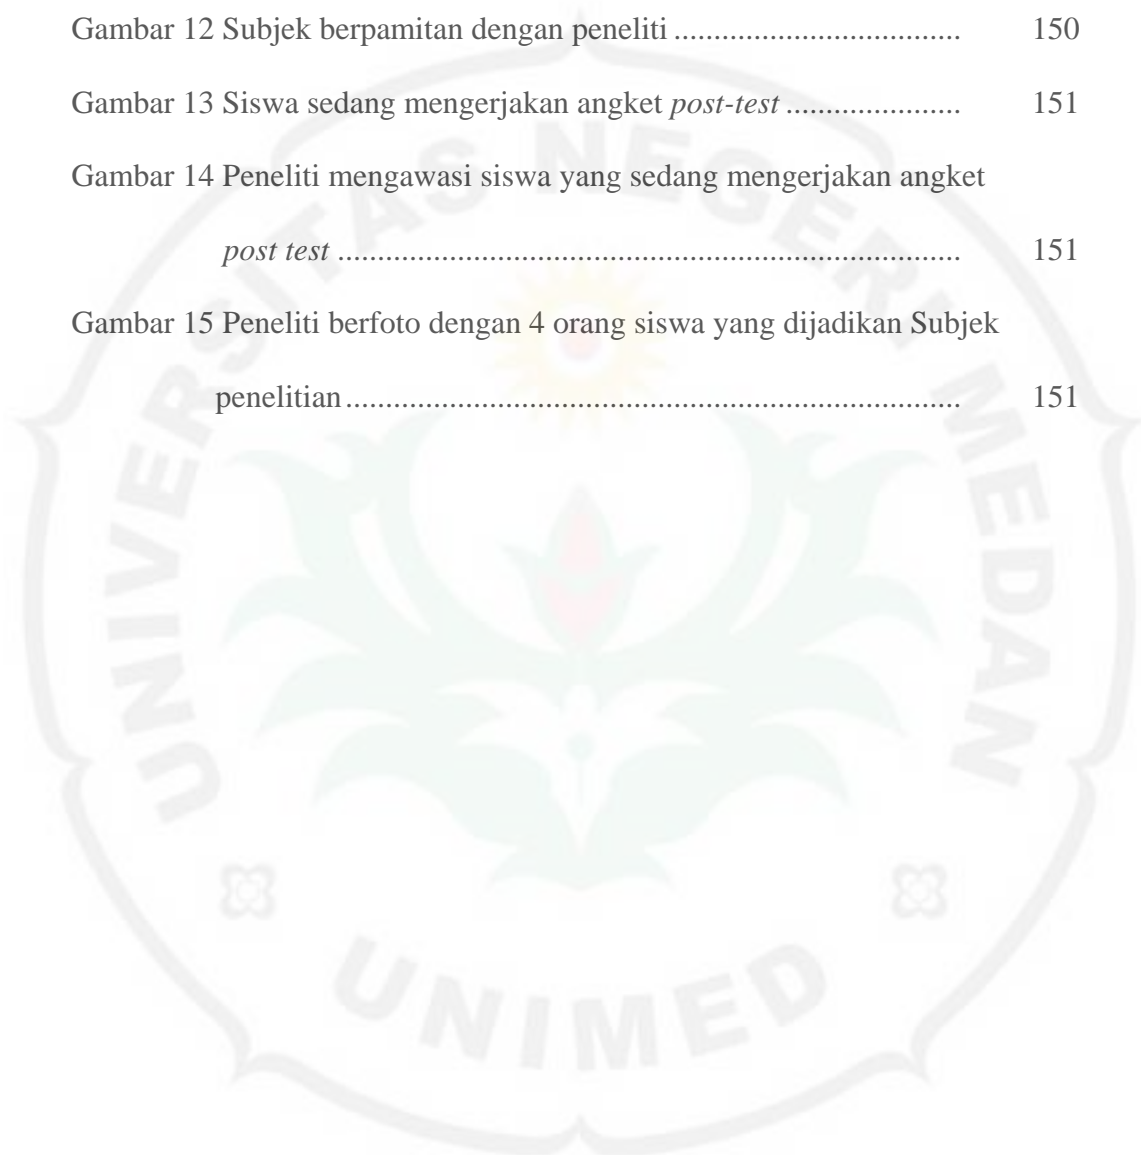 Gambar 12 Subjek berpamitan dengan peneliti .................................... 150
Gambar 13 Siswa sedang mengerjakan angket post-test ...................... 151
Gambar 14 Peneliti mengawasi siswa yang sedang mengerjakan angket
post test .............................................................................. 151
Gambar 15 Peneliti berfoto dengan 4 orang siswa yang dijadikan Subjek
penelitian ............................................................................. 151
UNIVERSITAS NEGERI MEDAN
UNIMED